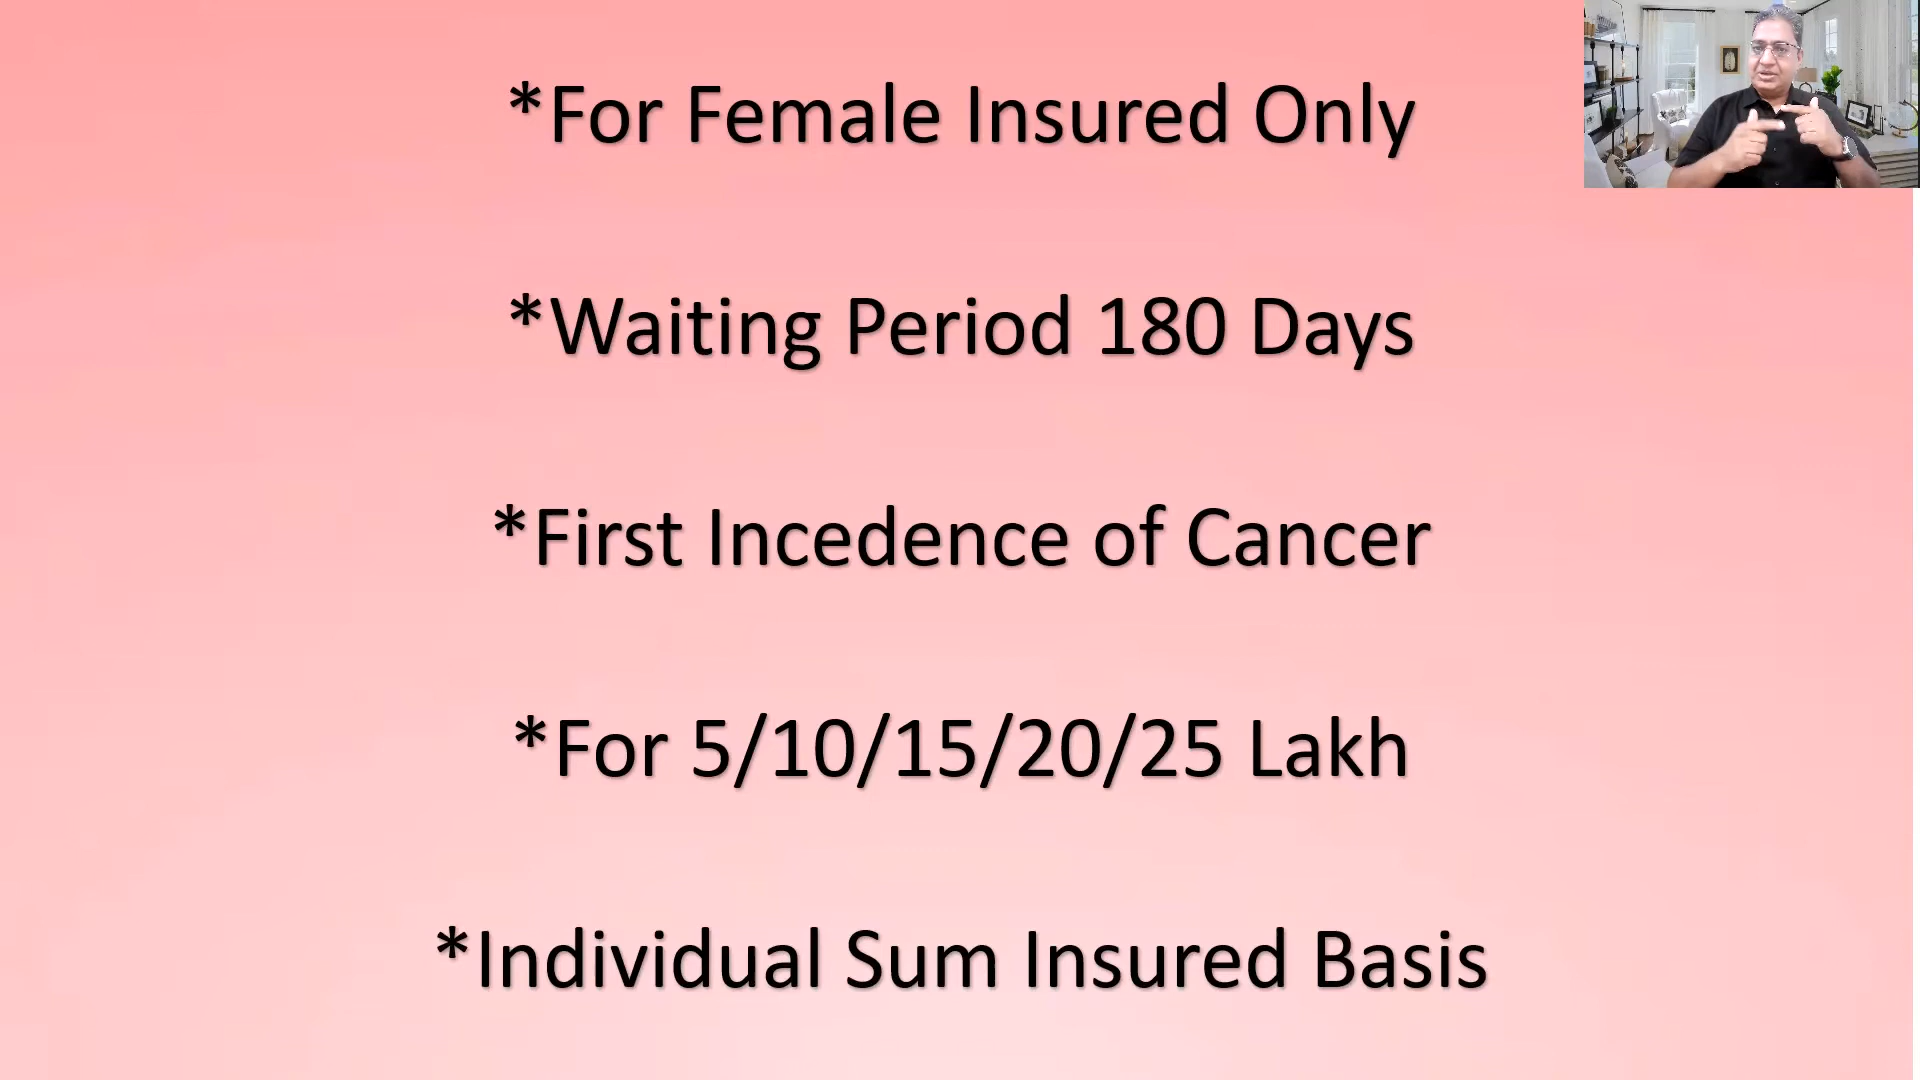 *For Female Insured Only
*Waiting Period 180 Days
*First Incedence of Cancer
*For 5/10/15/20/25 Lakh
*Individual Sum Insured Basis